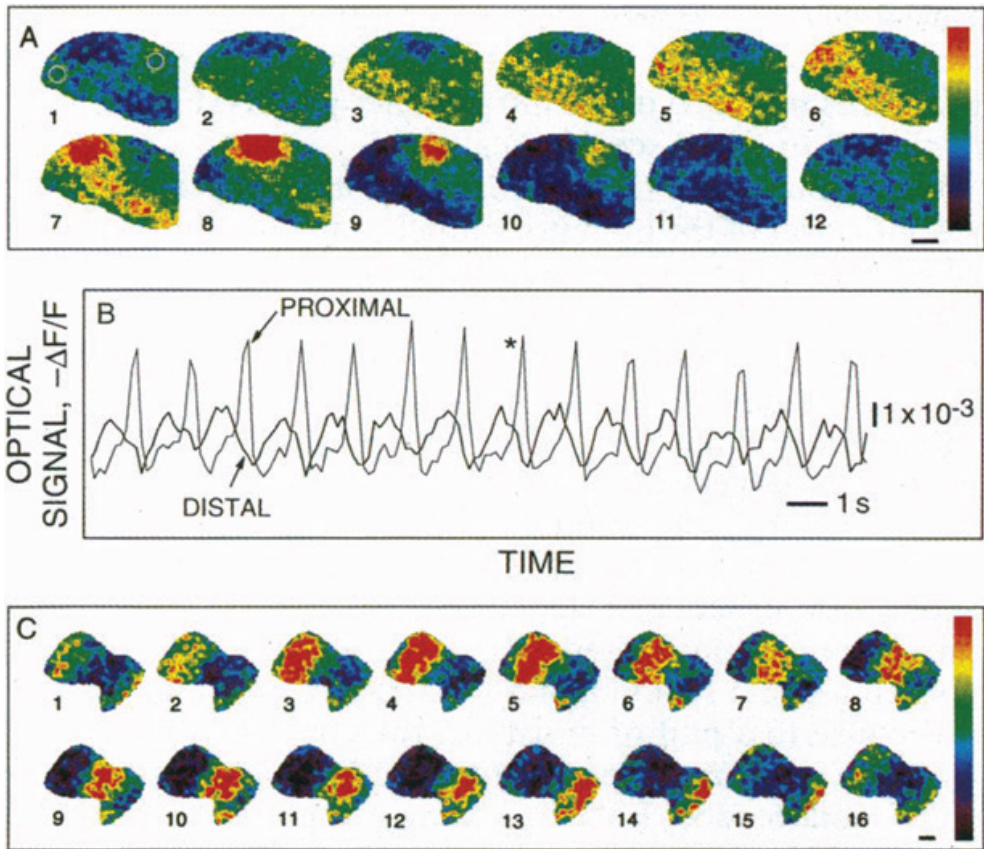 A
1 2 3 4 5 6
7 8 9 10 11 12
B
PROXIMAL
*
DISTAL
1 x 10-3
1 s
OPTICAL
SIGNAL, –ΔF/F
TIME
C
1 2 3 4 5 6 7 8
9 10 11 12 13 14 15 16